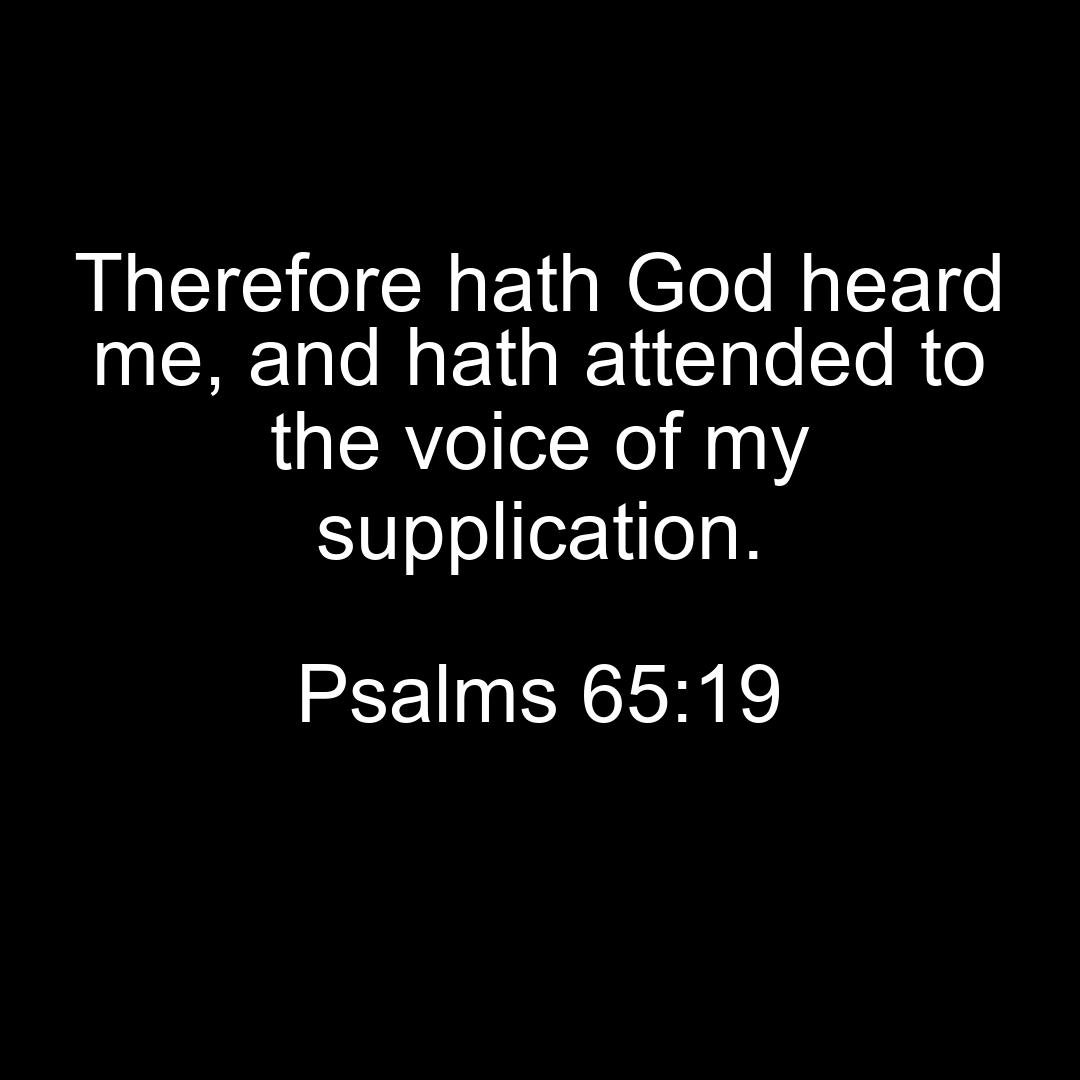 Therefore hath God heard
me, and hath attended to
the voice of my
supplication.
Psalms 65:19